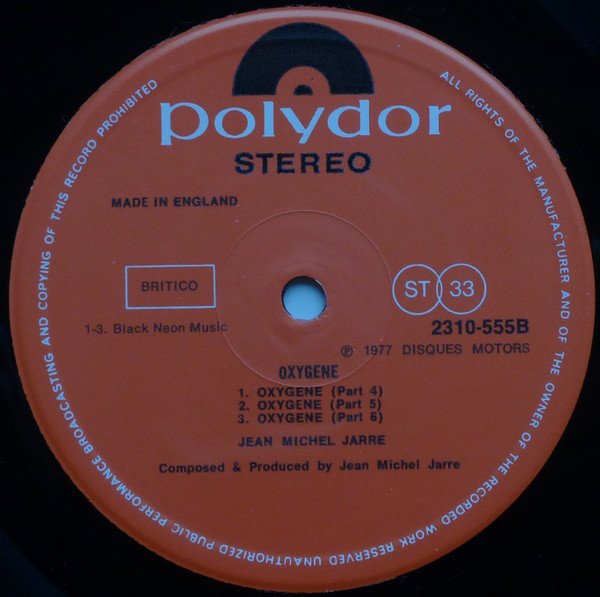 polydor
STEREO
MADE IN ENGLAND
BRITICO
ST 33
1-3. Black Neon Music
2310-555B
℗ 1977 DISQUES MOTORS
OXYGENE
1. OXYGENE (Part 4)
2. OXYGENE (Part 5)
3. OXYGENE (Part 6)
JEAN MICHEL JARRE
Composed & Produced by Jean Michel Jarre
ALL RIGHTS OF THE MANUFACTURER AND OF THE OWNER OF THE RECORDED WORK RESERVED UNAUTHORIZED PUBLIC PERFORMANCE BROADCASTING AND COPYING OF THIS RECORD PROHIBITED